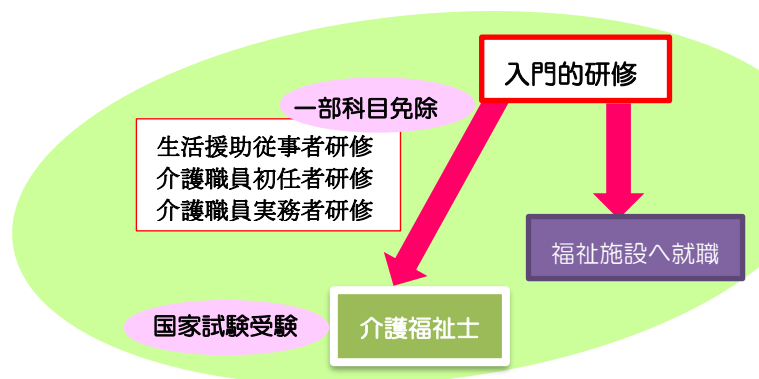 入門的研修
一部科目免除
生活援助従事者研修
介護職員初任者研修
介護職員実務者研修
福祉施設へ就職
国家試験受験
介護福祉士